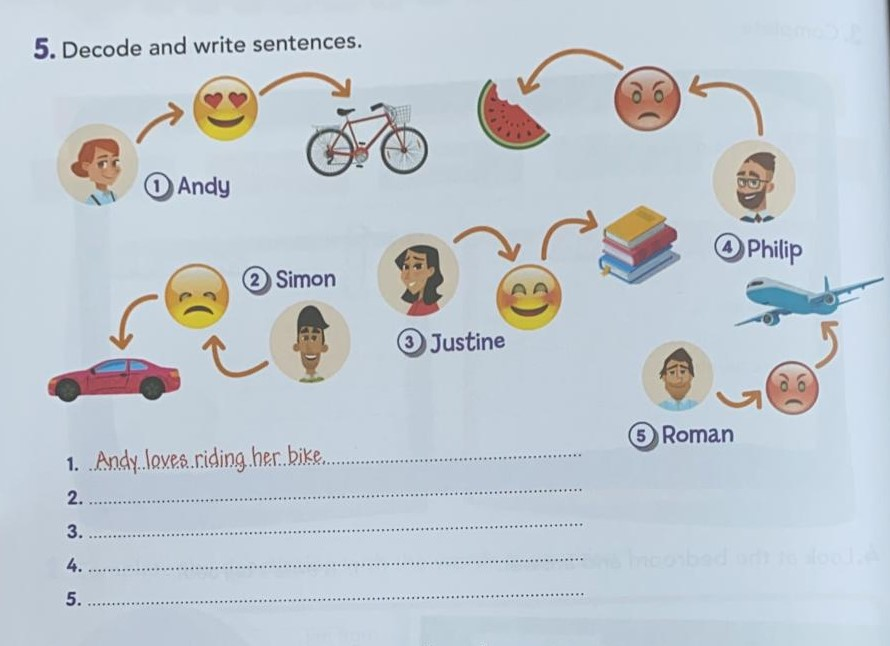 5. Decode and write sentences.
1 Andy
2 Simon
3 Justine
4 Philip
5 Roman
1. Andy loves riding her bike.
2.
3.
4.
5.